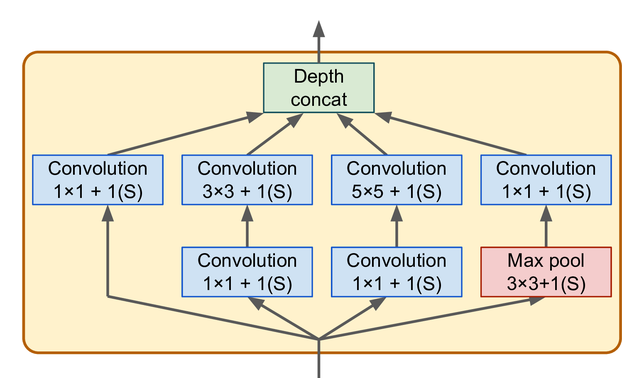 Depth
concat
Convolution
1×1 + 1(S)
Convolution
3×3 + 1(S)
Convolution
5×5 + 1(S)
Convolution
1×1 + 1(S)
Convolution
1×1 + 1(S)
Convolution
1×1 + 1(S)
Max pool
3×3+1(S)